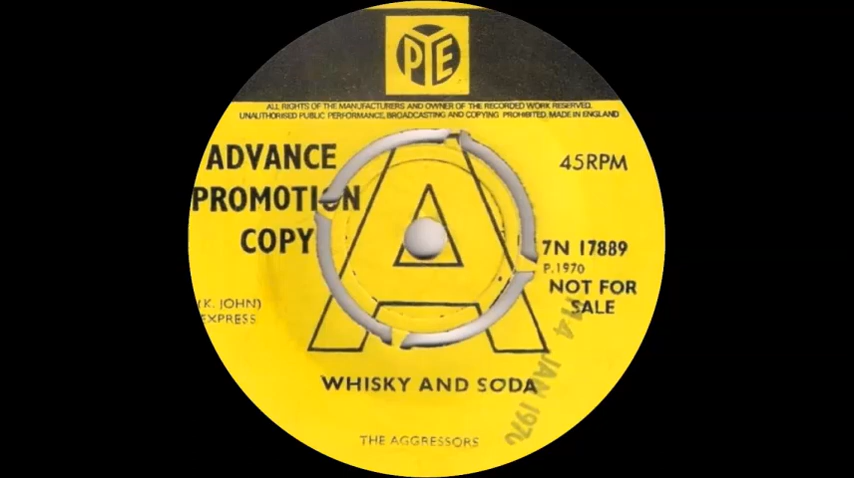 PYE
ALL RIGHTS OF THE MANUFACTURERS AND OWNER OF THE RECORDED WORK RESERVED.
UNAUTHORISED PUBLIC PERFORMANCE, BROADCASTING AND COPYING PROHIBITED. MADE IN ENGLAND
ADVANCE
PROMOTION
COPY
A
45RPM
7N 17889
P.1970
NOT FOR
SALE
(K. JOHN)
EXPRESS
WHISKY AND SODA
THE AGGRESSORS
14 JAN 1970